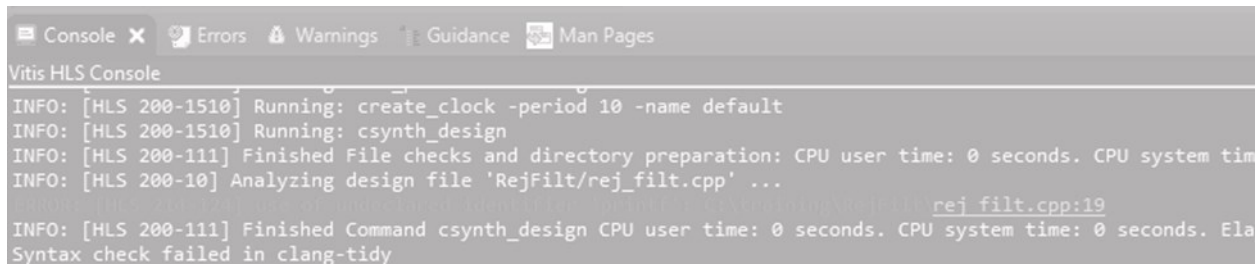 Console Errors Warnings Guidance Man Pages
Vitis HLS Console
INFO: [HLS 200-1510] Running: create_clock -period 10 -name default
INFO: [HLS 200-1510] Running: csynth_design
INFO: [HLS 200-111] Finished File checks and directory preparation: CPU user time: 0 seconds. CPU system tim
INFO: [HLS 200-10] Analyzing design file 'RejFilt/rej_filt.cpp' ...
use of undeclared identifier rej_filt.cpp:19
INFO: [HLS 200-111] Finished Command csynth_design CPU user time: 0 seconds. CPU system time: 0 seconds. Ela
Syntax check failed in clang-tidy